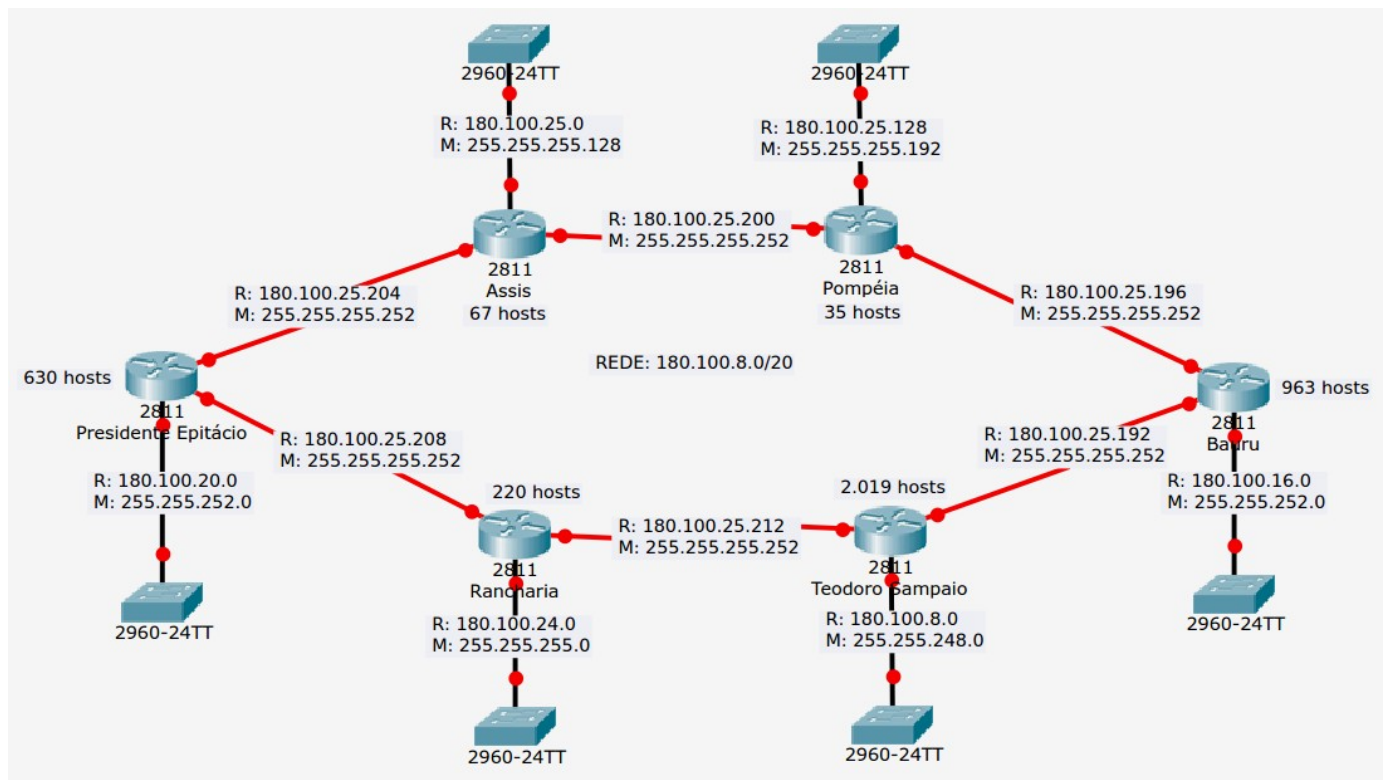 2960-24TT
2960-24TT
R: 180.100.25.0
M: 255.255.255.128
R: 180.100.25.128
M: 255.255.255.192
R: 180.100.25.200
M: 255.255.255.252
2811
Assis
67 hosts
2811
Pompéia
35 hosts
R: 180.100.25.204
M: 255.255.255.252
R: 180.100.25.196
M: 255.255.255.252
REDE: 180.100.8.0/20
630 hosts
2811
Presidente Epitácio
963 hosts
2811
Bauru
R: 180.100.25.208
M: 255.255.255.252
R: 180.100.25.192
M: 255.255.255.252
R: 180.100.20.0
M: 255.255.252.0
R: 180.100.16.0
M: 255.255.252.0
220 hosts
2.019 hosts
R: 180.100.25.212
M: 255.255.255.252
2811
Rancharia
2811
Teodoro Sampaio
2960-24TT
2960-24TT
R: 180.100.24.0
M: 255.255.255.0
R: 180.100.8.0
M: 255.255.248.0
2960-24TT
2960-24TT